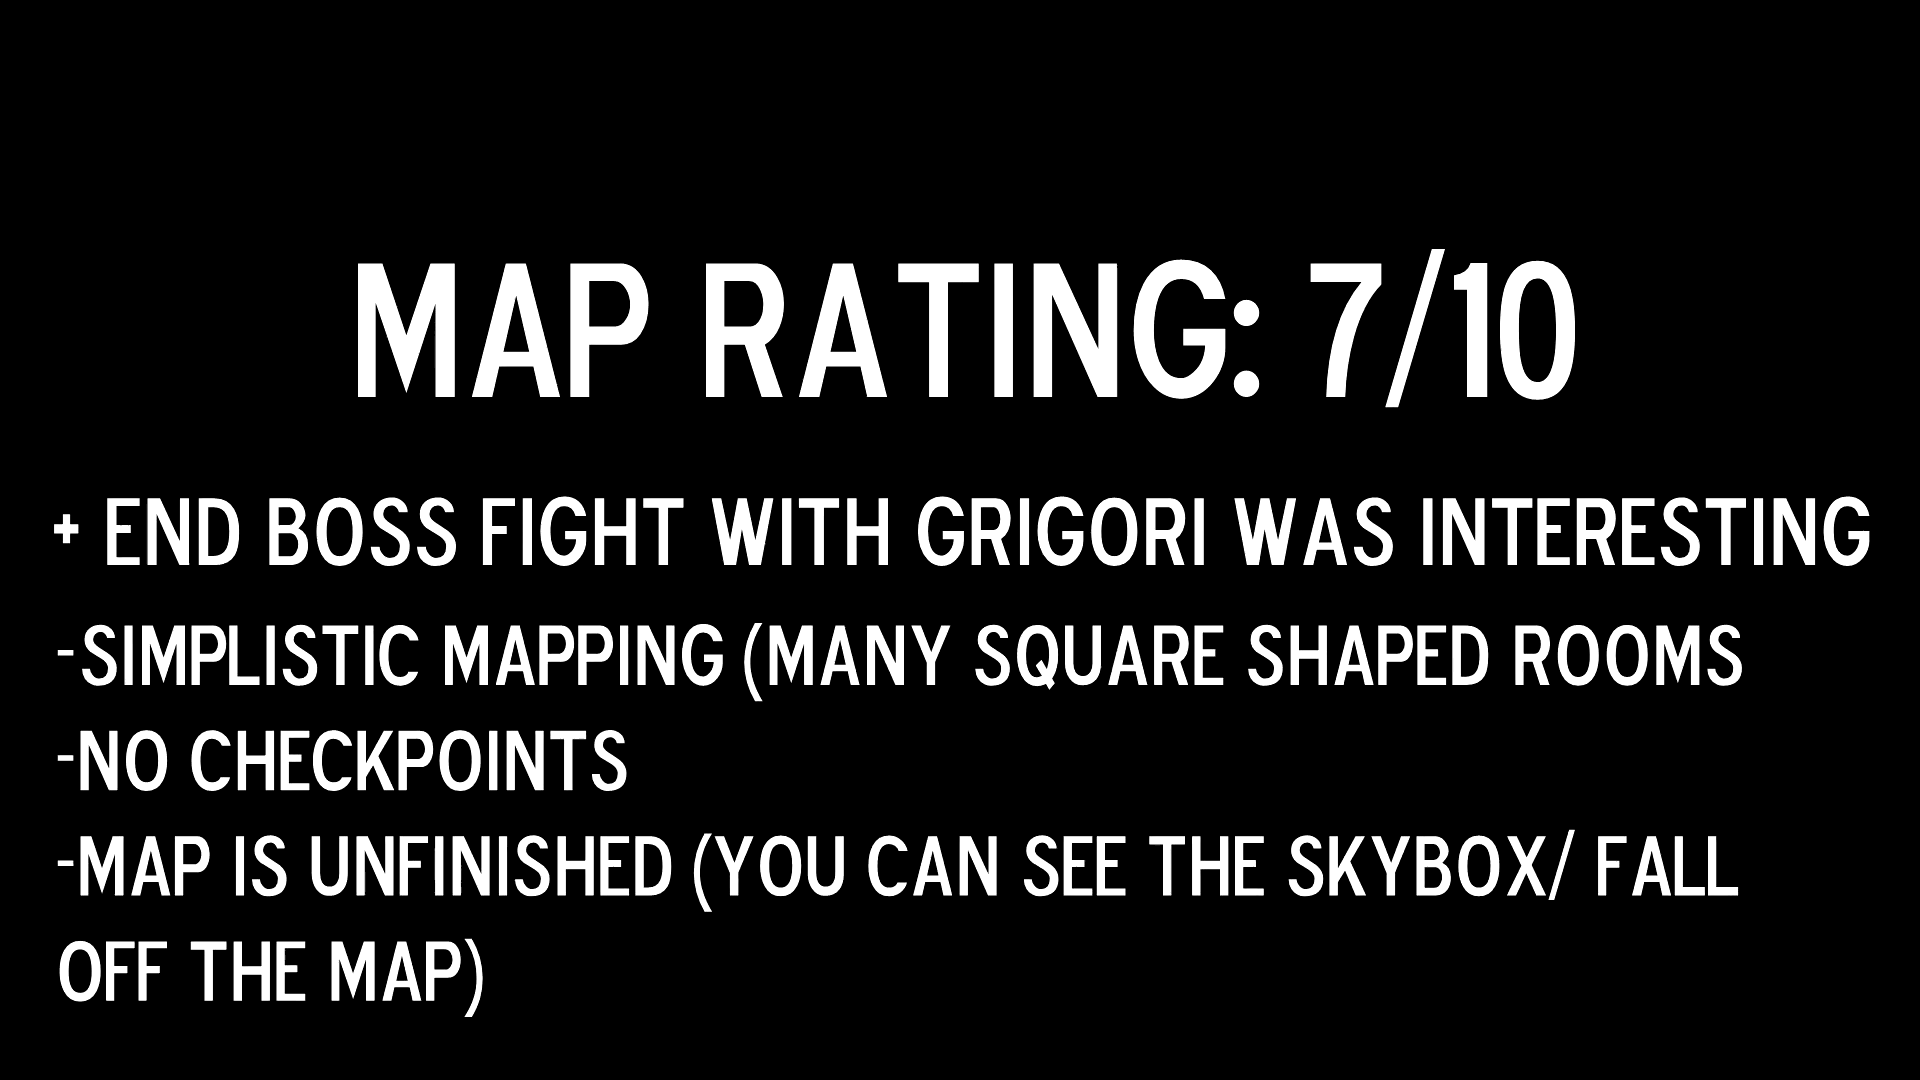 MAP RATING: 7/10
+ END BOSS FIGHT WITH GRIGORI WAS INTERESTING
-SIMPLISTIC MAPPING (MANY SQUARE SHAPED ROOMS
-NO CHECKPOINTS
-MAP IS UNFINISHED (YOU CAN SEE THE SKYBOX/ FALL
OFF THE MAP)